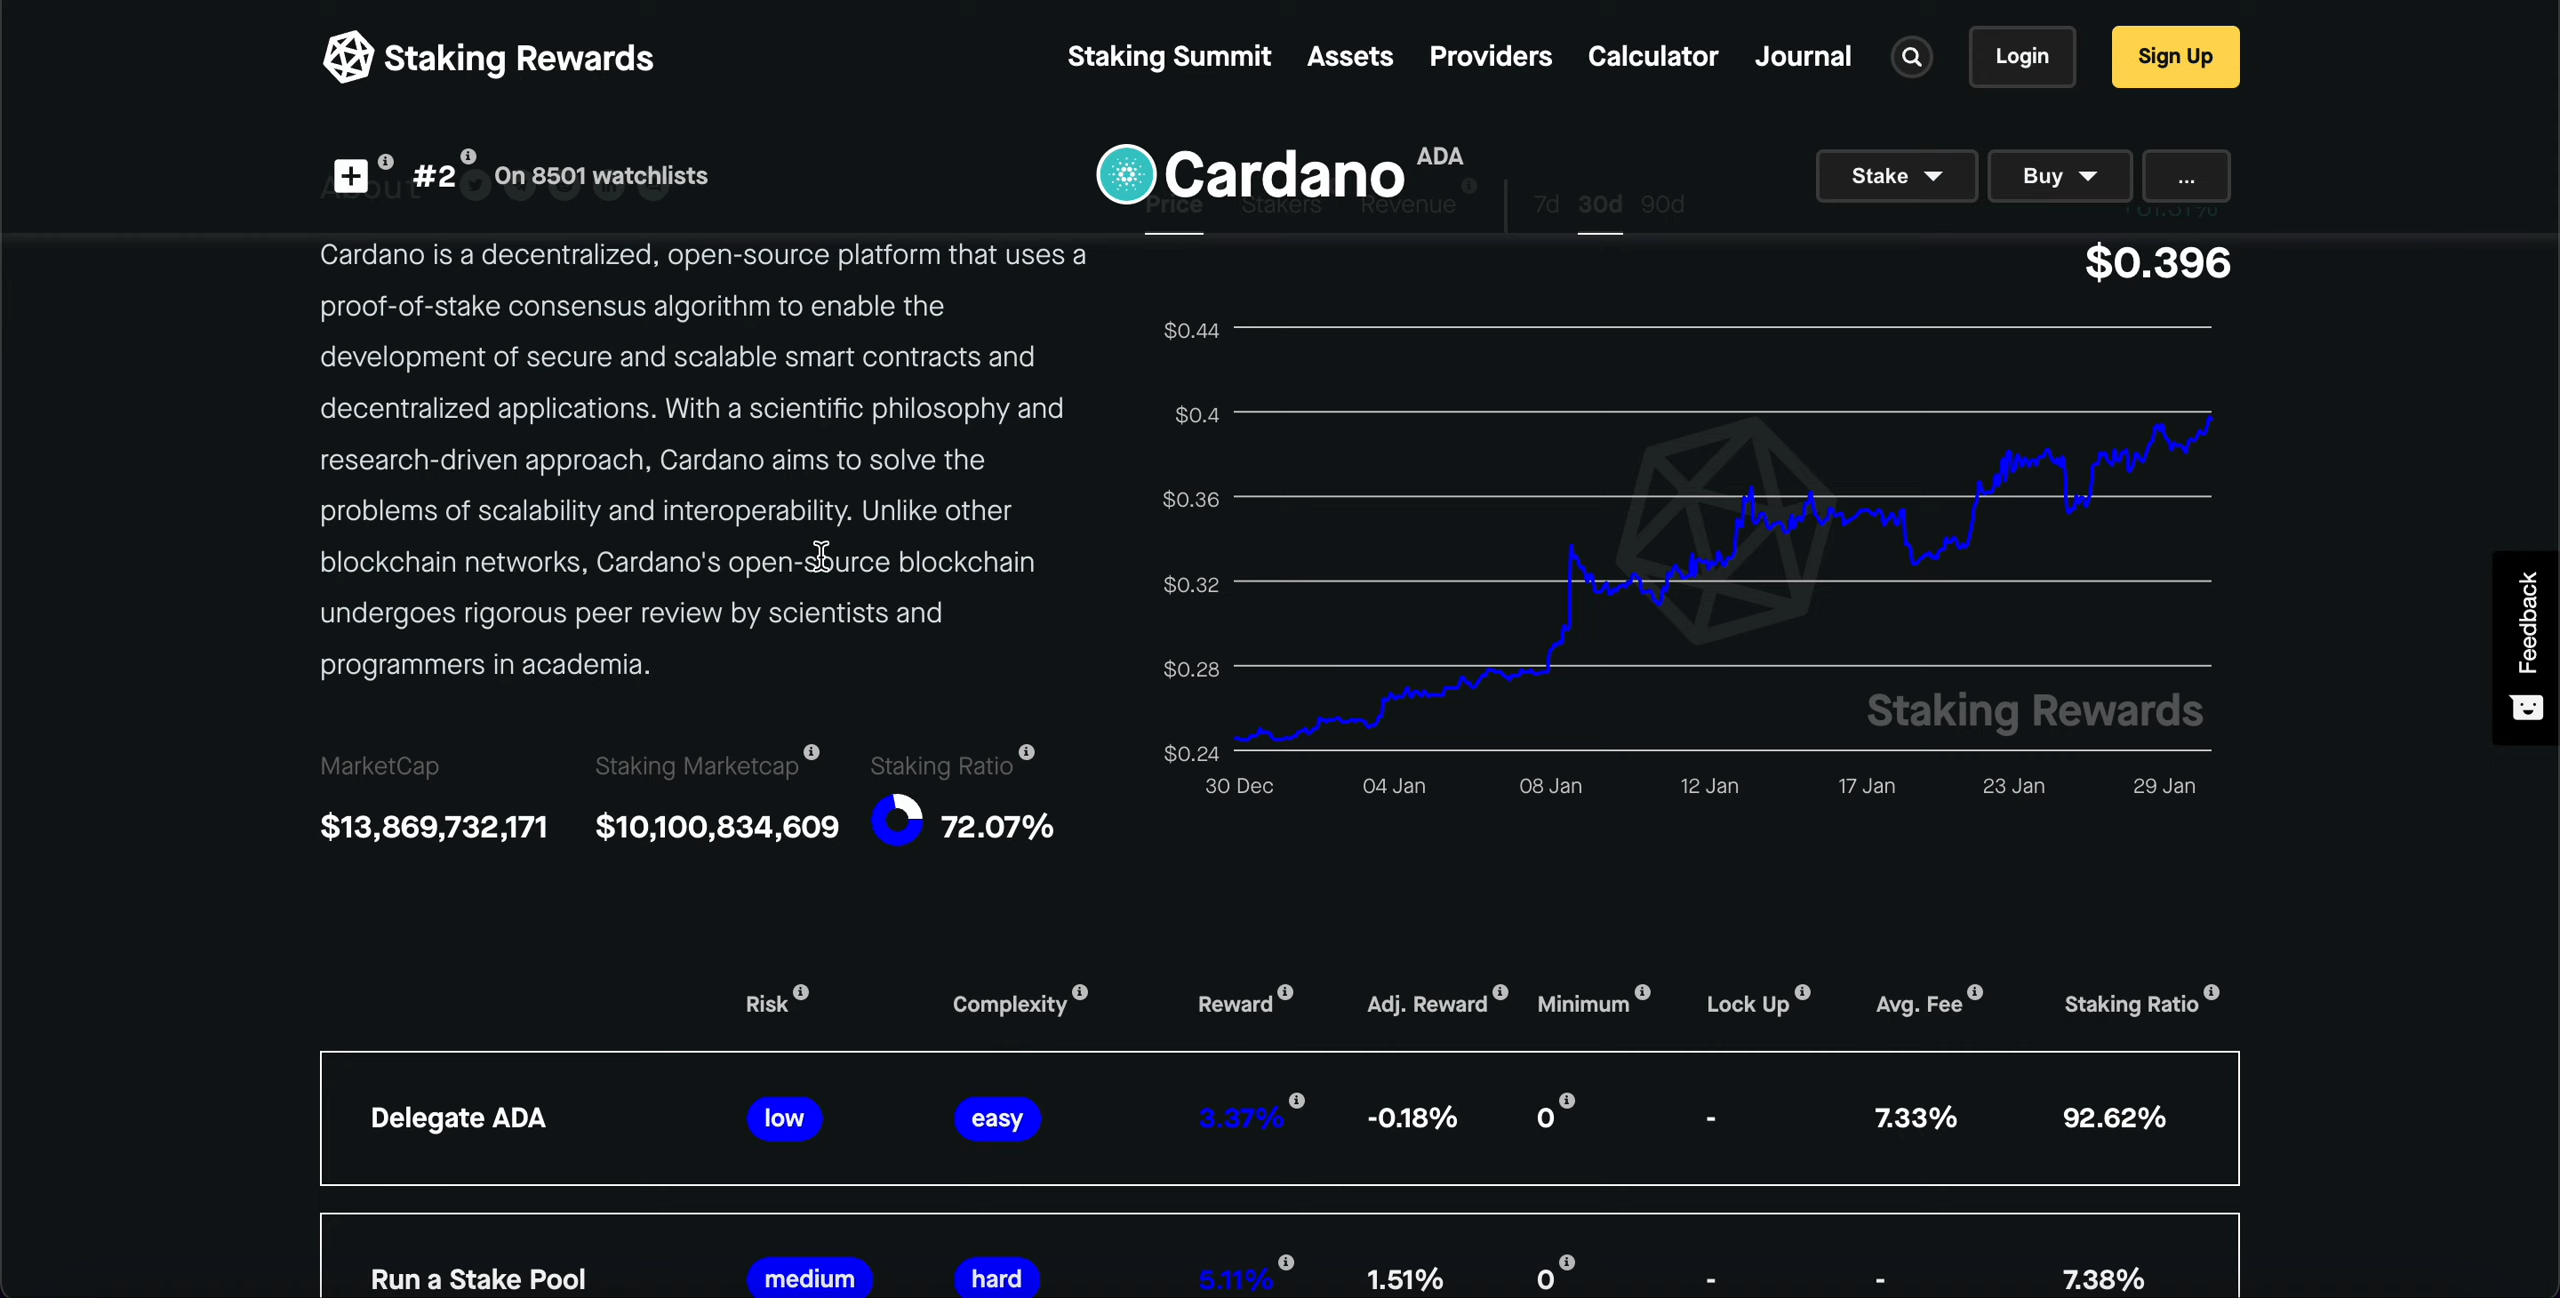 Staking Rewards
Staking Summit Assets Providers Calculator Journal Login Sign Up
#2 On 8501 watchlists
About
Cardano ADA
Stake Buy ...
Price Stakers Revenue 7d 30d 90d
Cardano is a decentralized, open-source platform that uses a
proof-of-stake consensus algorithm to enable the
development of secure and scalable smart contracts and
decentralized applications. With a scientific philosophy and
research-driven approach, Cardano aims to solve the
problems of scalability and interoperability. Unlike other
blockchain networks, Cardano's open-source blockchain
undergoes rigorous peer review by scientists and
programmers in academia.
MarketCap Staking Marketcap Staking Ratio
$13,869,732,171 $10,100,834,609 72.07%
$0.396
$0.44
$0.4
$0.36
$0.32
$0.28
$0.24
Staking Rewards
30 Dec 04 Jan 08 Jan 12 Jan 17 Jan 23 Jan 29 Jan
Feedback
Risk Complexity Reward Adj. Reward Minimum Lock Up Avg. Fee Staking Ratio
Delegate ADA low easy 3.37% -0.18% 0 - 7.33% 92.62%
Run a Stake Pool medium hard 5.11% 1.51% 0 - - 7.38%